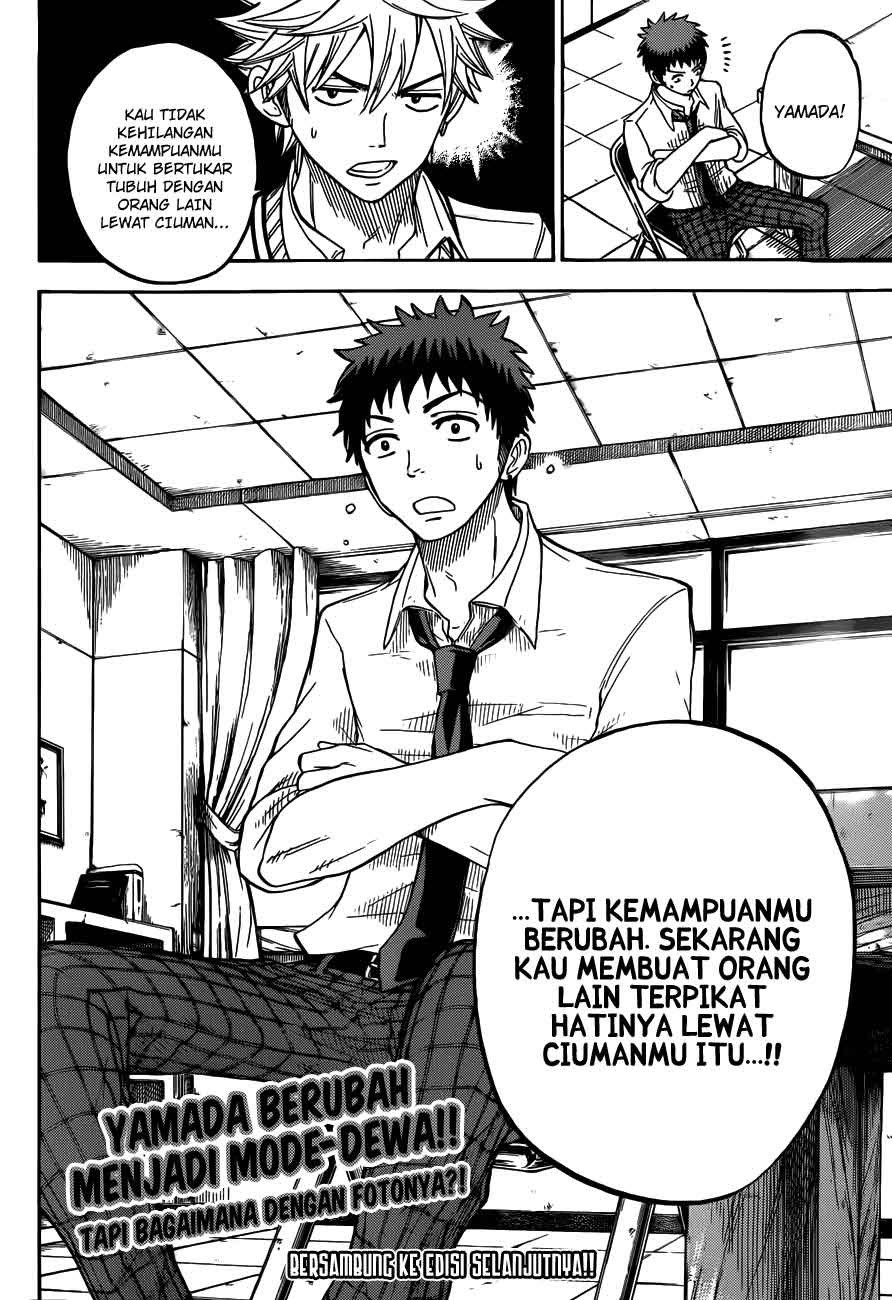 YAMADA!
KAU TIDAK
KEHILANGAN
KEMAMPUANMU
UNTUK BERTUKAR
TUBUH DENGAN
ORANG LAIN
LEWAT CIUMAN...
...TAPI KEMAMPUANMU
BERUBAH. SEKARANG
KAU MEMBUAT ORANG
LAIN TERPIKAT
HATINYA LEWAT
CIUMANMU ITU...!!
YAMADA BERUBAH
MENJADI MODE-DEWA!!
TAPI BAGAIMANA DENGAN FOTONYA?!
BERSAMBUNG KE EDISI SELANJUTNYA!!